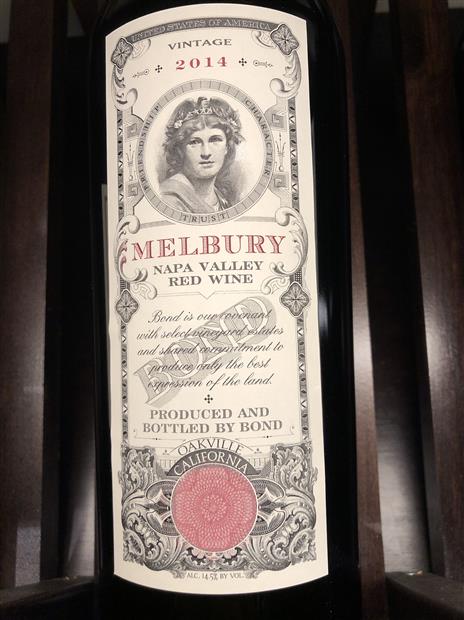 UNITED STATES OF AMERICA
VINTAGE
2014
FRIENDSHIP
CHARACTER
TRUST
MELBURY
NAPA VALLEY
RED WINE
BOND
Bond is our covenant
with select vineyard estates
and shared commitment to
produce only the best
expression of the land.
PRODUCED AND
BOTTLED BY BOND
OAKVILLE
CALIFORNIA
ALC. 14.5% BY VOL.